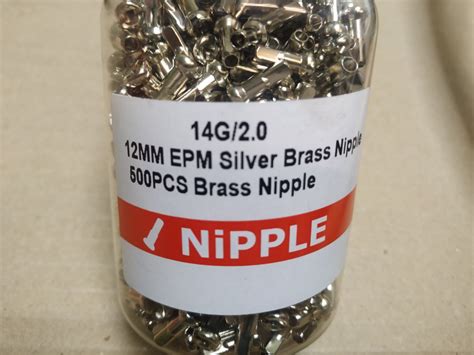 14G/2.0
12MM EPM Silver Brass Nipple
500PCS Brass Nipple
NiPPLE